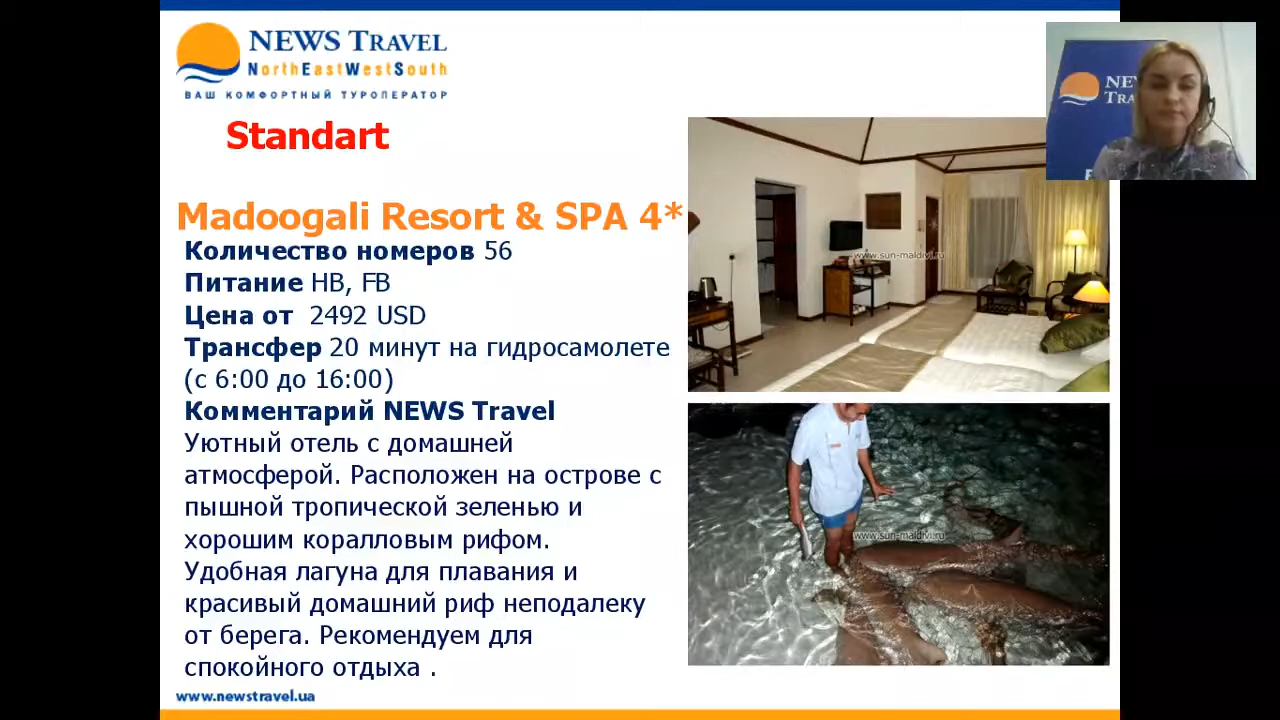 NEWS TRAVEL
NorthEastWestSouth
ВАШ КОМФОРТНЫЙ ТУРОПЕРАТОР
Standart
Madoogali Resort & SPA 4*
Количество номеров 56
Питание HB, FB
Цена от 2492 USD
Трансфер 20 минут на гидросамолете
(с 6:00 до 16:00)
Комментарий NEWS Travel
Уютный отель с домашней
атмосферой. Расположен на острове с
пышной тропической зеленью и
хорошим коралловым рифом.
Удобная лагуна для плавания и
красивый домашний риф неподалеку
от берега. Рекомендуем для
спокойного отдыха .
www.newstravel.ua
www.sun-maldivi.ru
www.sun-maldivi.ru